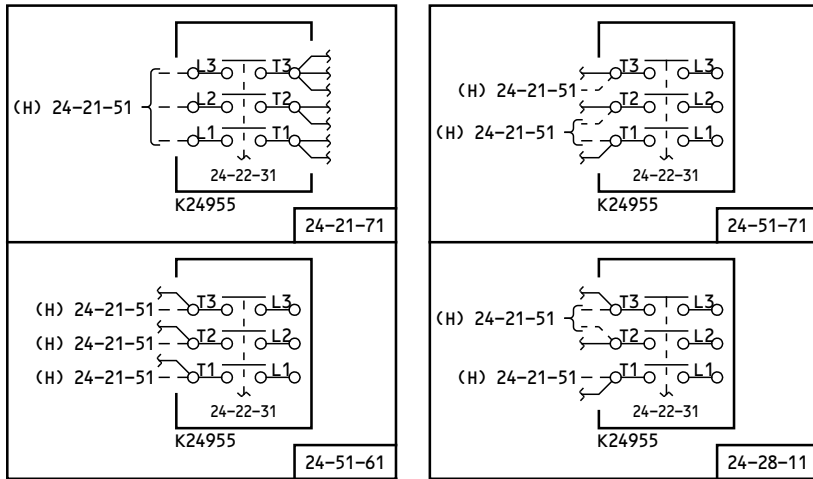 L3 T3
(H) 24-21-51 L2 T2
L1 T1
24-22-31
K24955
24-21-71
T3 L3
(H) 24-21-51
T2 L2
(H) 24-21-51
T1 L1
24-22-31
K24955
24-51-71
(H) 24-21-51 T3 L3
(H) 24-21-51 T2 L2
(H) 24-21-51 T1 L1
24-22-31
K24955
24-51-61
T3 L3
(H) 24-21-51
T2 L2
(H) 24-21-51 T1 L1
24-22-31
K24955
24-28-11